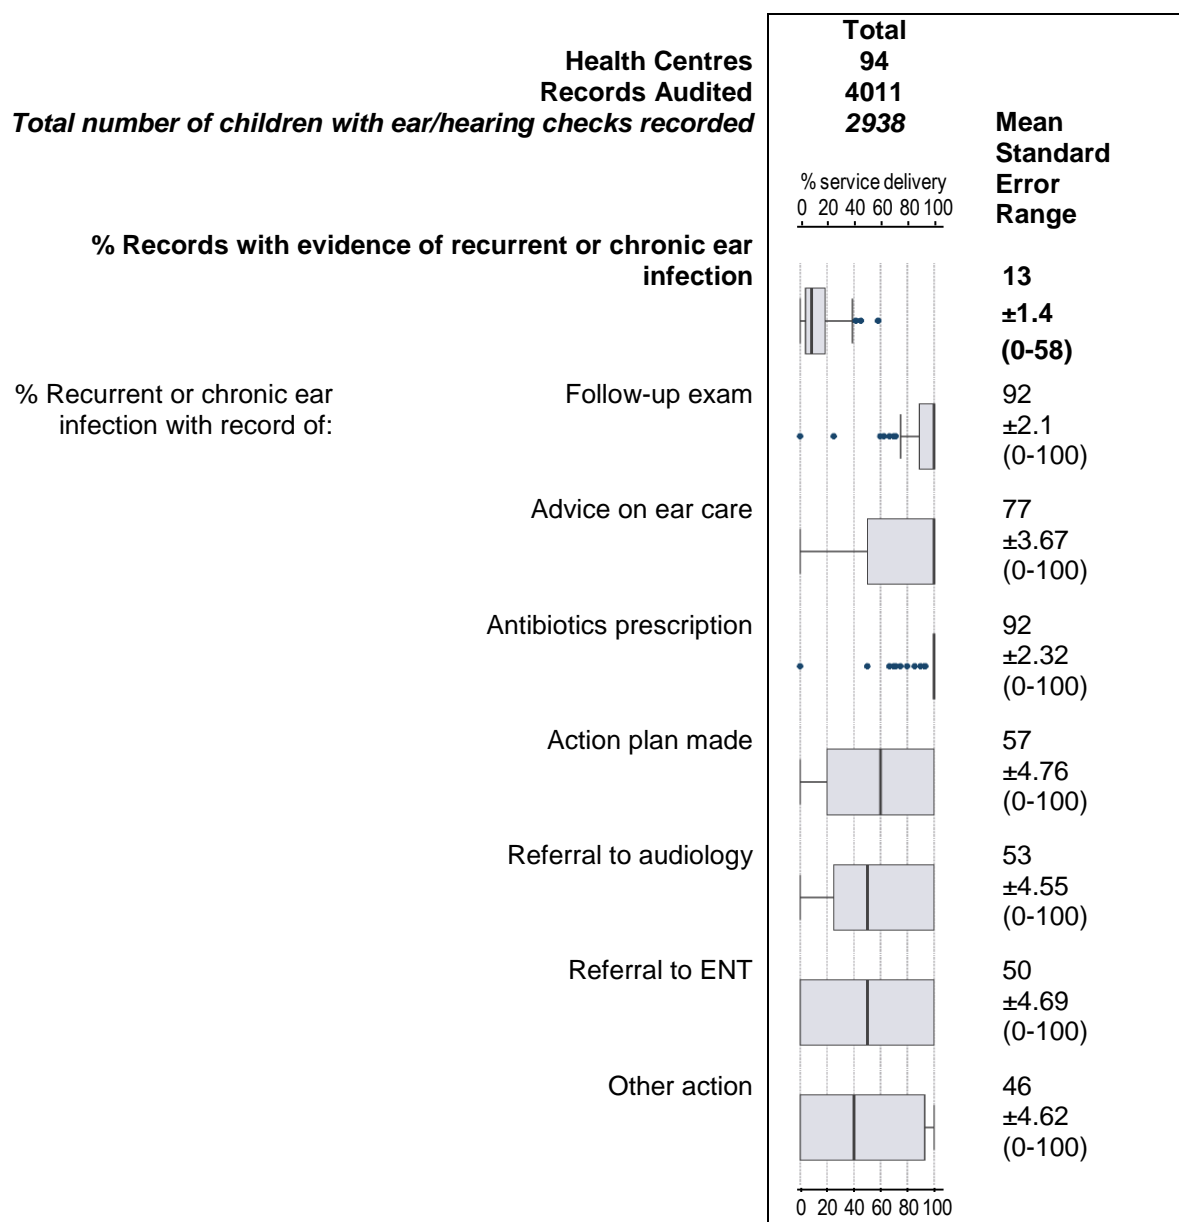 Total
Health Centres 94
Records Audited 4011
Total number of children with ear/hearing checks recorded 2938
Mean
Standard
Error
Range
% service delivery
0 20 40 60 80 100
% Records with evidence of recurrent or chronic ear
infection
13
±1.4
(0-58)
% Recurrent or chronic ear
infection with record of:
Follow-up exam
92
±2.1
(0-100)
Advice on ear care
77
±3.67
(0-100)
Antibiotics prescription
92
±2.32
(0-100)
Action plan made
57
±4.76
(0-100)
Referral to audiology
53
±4.55
(0-100)
Referral to ENT
50
±4.69
(0-100)
Other action
46
±4.62
(0-100)
0 20 40 60 80 100